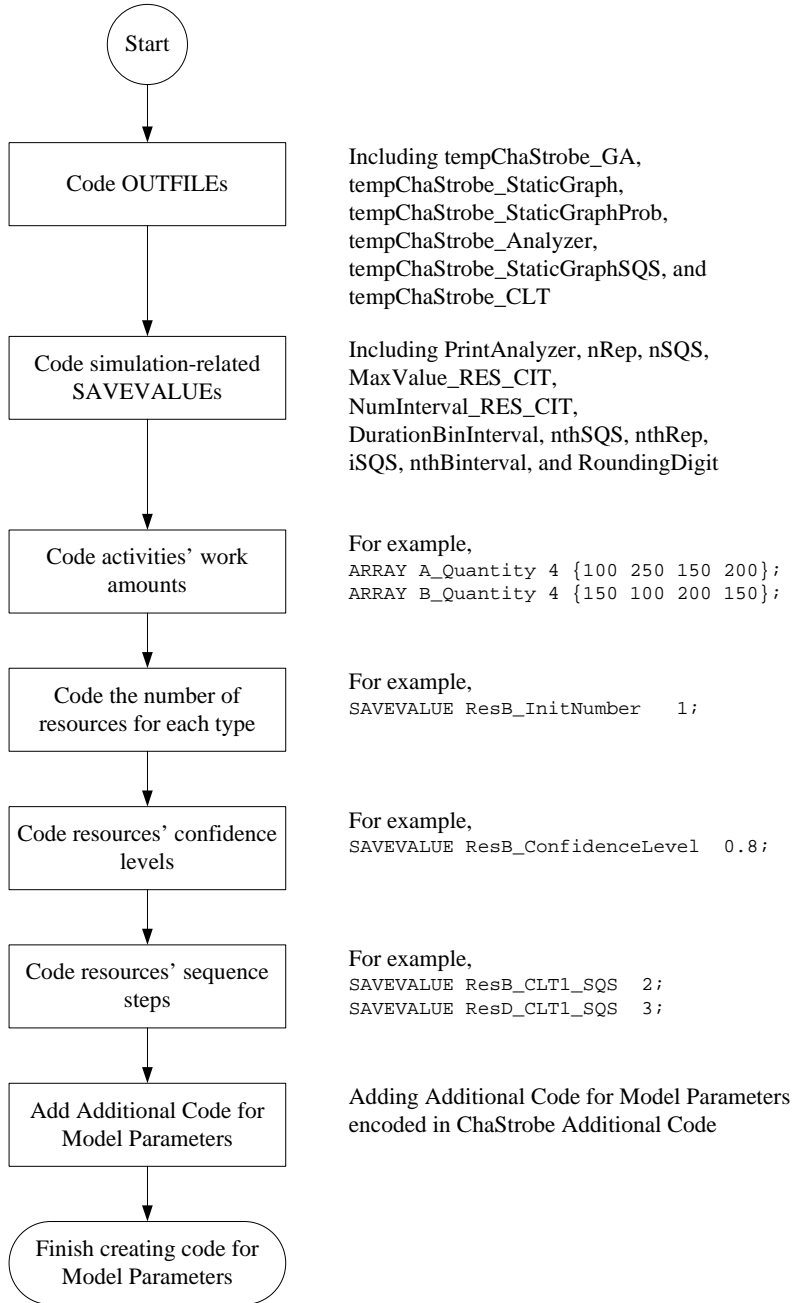 Start
Code OUTFILEs
Including tempChaStrobe_GA,
tempChaStrobe_StaticGraph,
tempChaStrobe_StaticGraphProb,
tempChaStrobe_Analyzer,
tempChaStrobe_StaticGraphSQS, and
tempChaStrobe_CLT
Code simulation-related
SAVEVALUEs
Including PrintAnalyzer, nRep, nSQS,
MaxValue_RES_CIT,
NumInterval_RES_CIT,
DurationBinInterval, nthSQS, nthRep,
iSQS, nthBinterval, and RoundingDigit
Code activities’ work
amounts
For example,
ARRAY A_Quantity 4 {100 250 150 200};
ARRAY B_Quantity 4 {150 100 200 150};
Code the number of
resources for each type
For example,
SAVEVALUE ResB_InitNumber 1;
Code resources’ confidence
levels
For example,
SAVEVALUE ResB_ConfidenceLevel 0.8;
Code resources’ sequence
steps
For example,
SAVEVALUE ResB_CLT1_SQS 2;
SAVEVALUE ResD_CLT1_SQS 3;
Add Additional Code for
Model Parameters
Adding Additional Code for Model Parameters
encoded in ChaStrobe Additional Code
Finish creating code for
Model Parameters